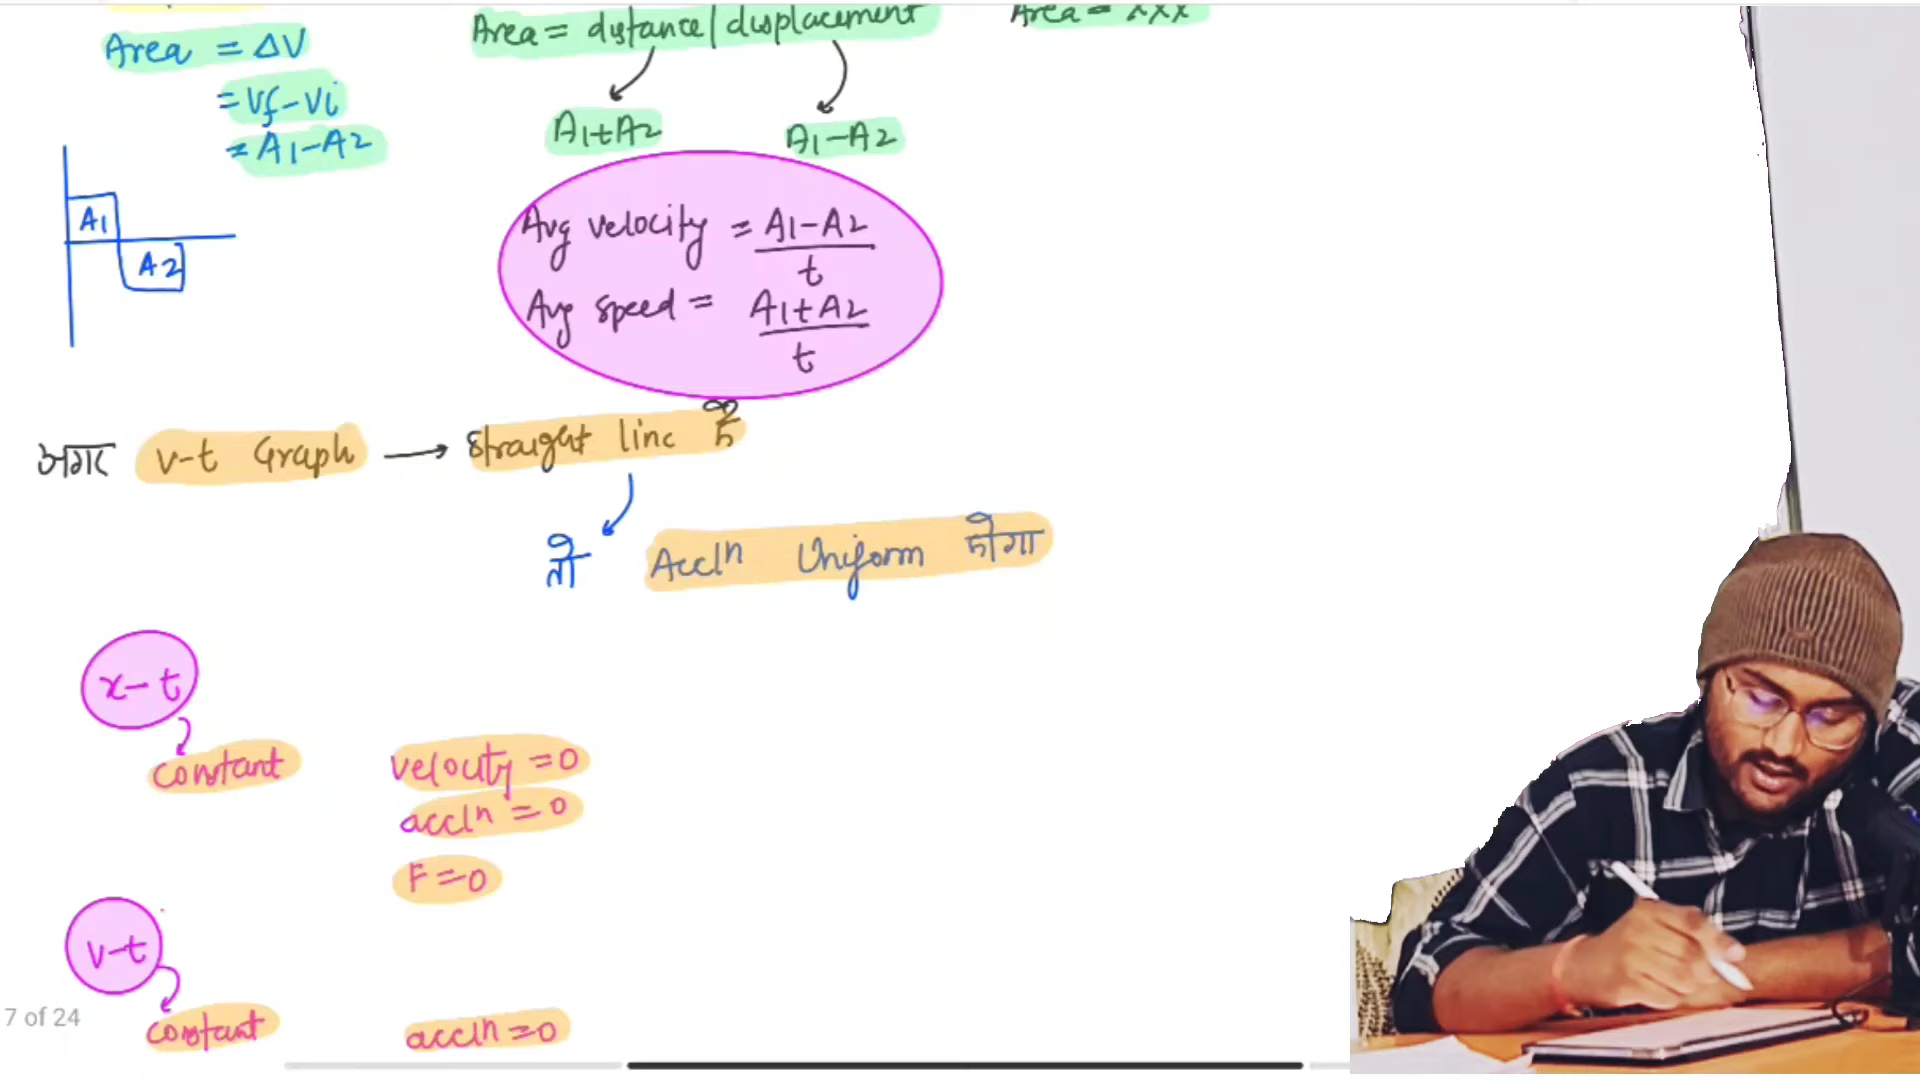 Area = ΔV
= Vf - Vi
= A1 - A2
Area = distance / displacement
A1 + A2
A1 - A2
Area = xxx
A1
A2
Avg velocity = A1 - A2 / t
Avg speed = A1 + A2 / t
अगर v-t Graph → straight line है
तो Accln Uniform होगा
x-t
constant
velocity = 0
accln = 0
F = 0
v-t
constant
accln = 0
7 of 24